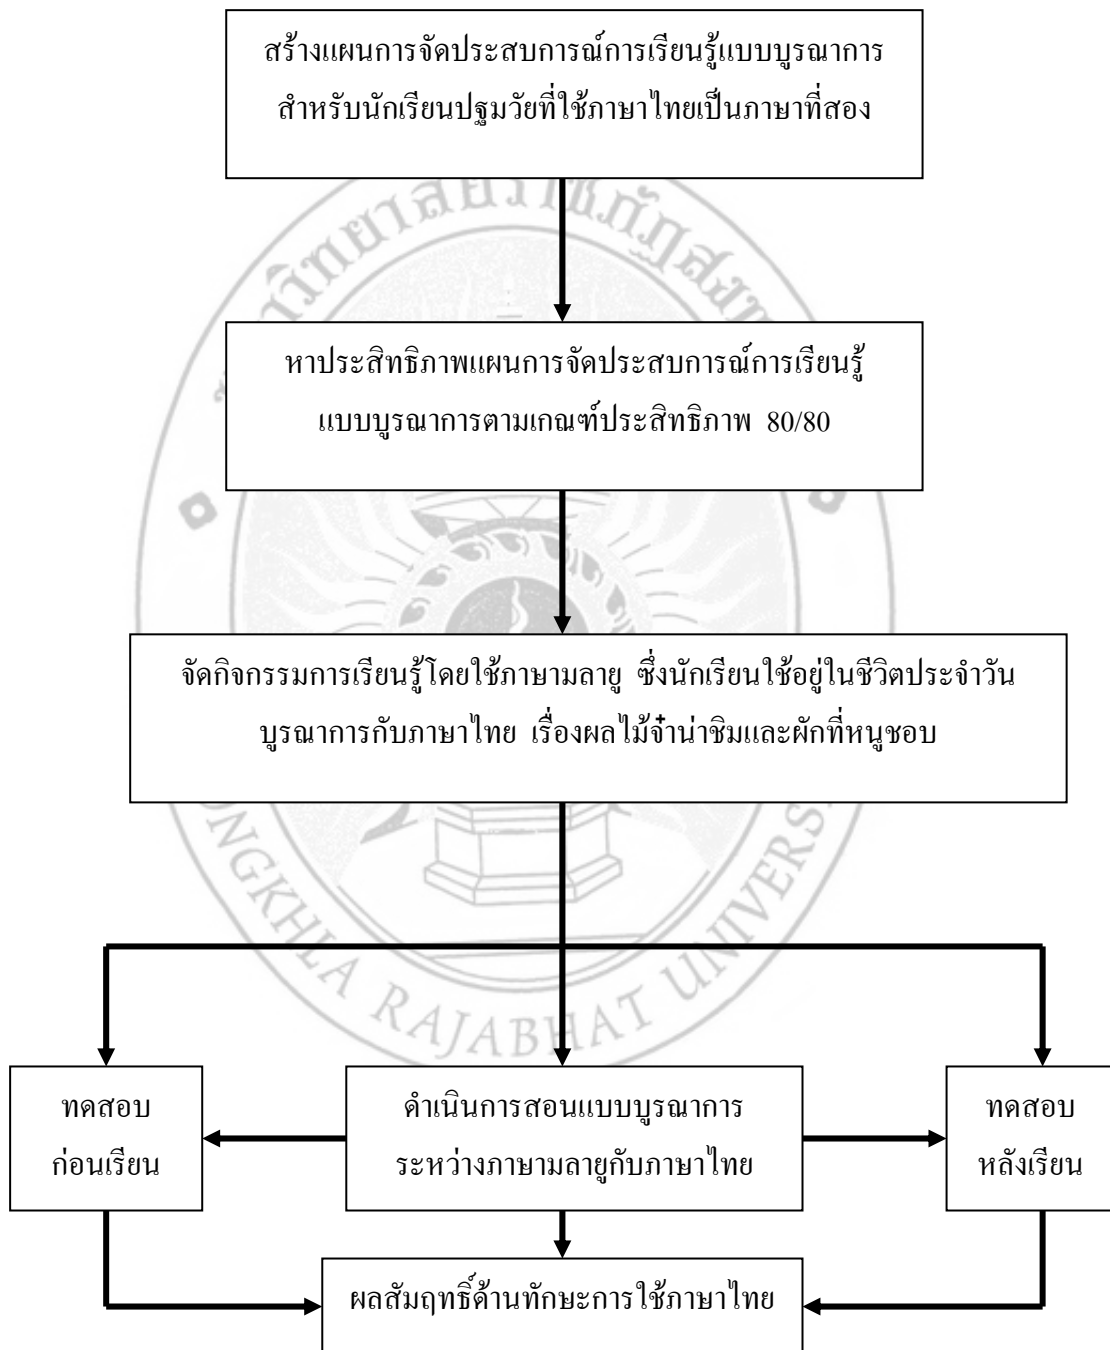 สร้างแผนการจัดประสบการณ์การเรียนรู้แบบบูรณาการ
สำหรับนักเรียนปฐมวัยที่ใช้ภาษาไทยเป็นภาษาที่สอง
หาประสิทธิภาพแผนการจัดประสบการณ์การเรียนรู้
แบบบูรณาการตามเกณฑ์ประสิทธิภาพ 80/80
จัดกิจกรรมการเรียนรู้โดยใช้ภาษามลายู ซึ่งนักเรียนใช้อยู่ในชีวิตประจำวัน
บูรณาการกับภาษาไทย เรื่องผลไม้จ๋าน่าชิมและผักที่หนูชอบ
ทดสอบ
ก่อนเรียน
ดำเนินการสอนแบบบูรณาการ
ระหว่างภาษามลายูกับภาษาไทย
ทดสอบ
หลังเรียน
ผลสัมฤทธิ์ด้านทักษะการใช้ภาษาไทย
RAJABHAT